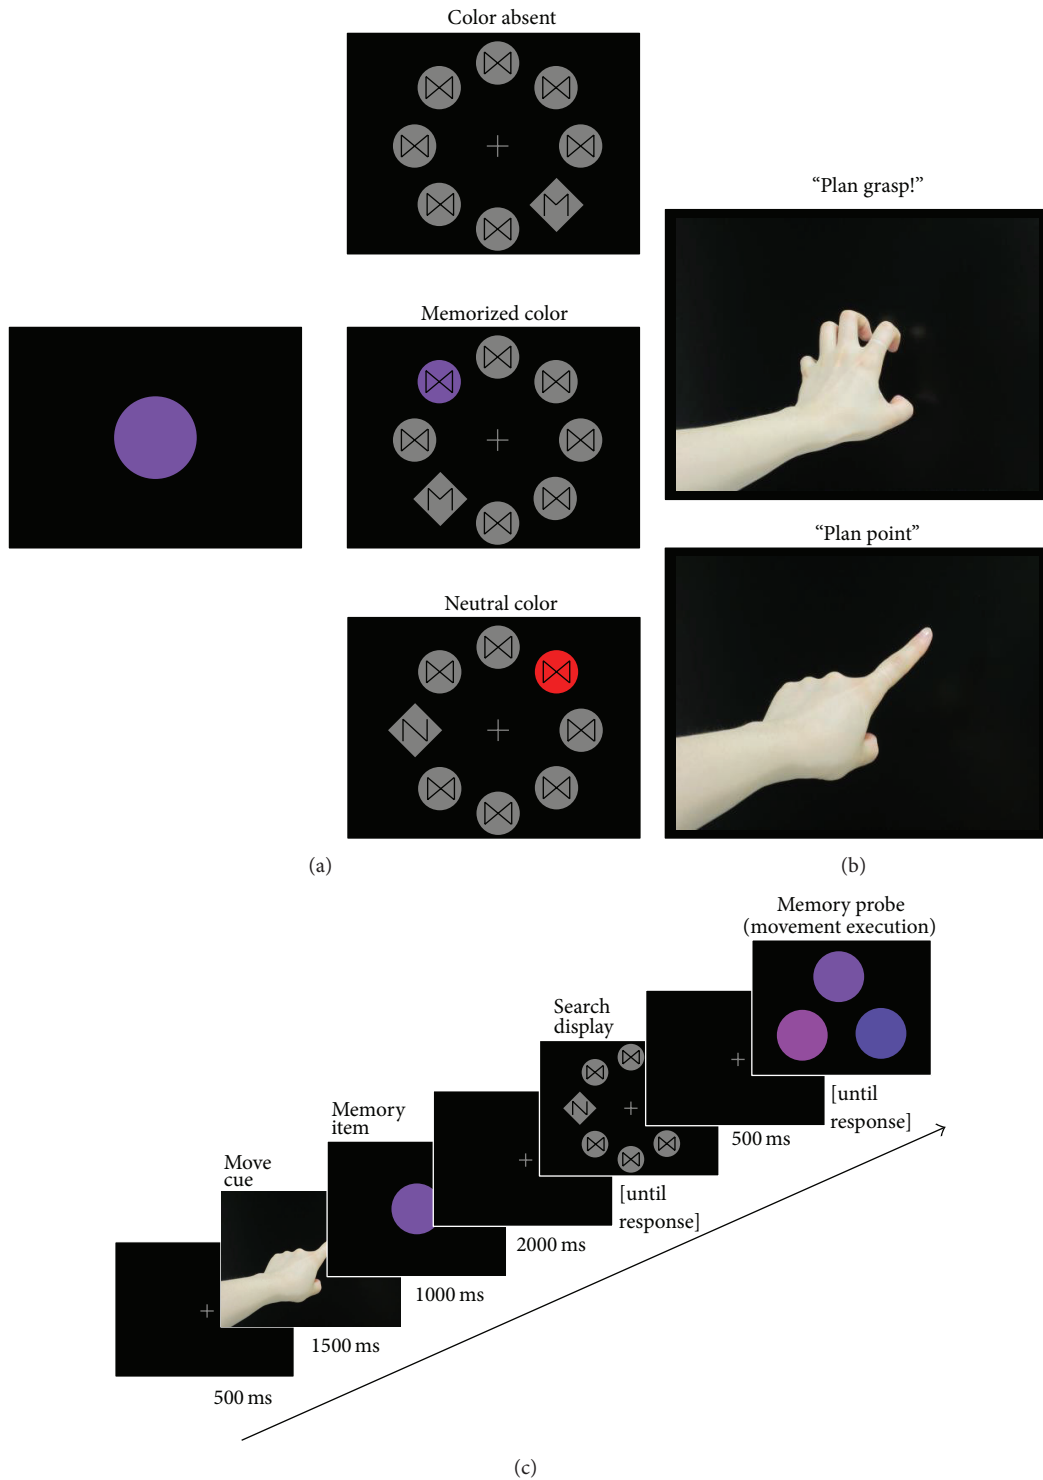 Color absent
M
“Plan grasp!”
Memorized color
M
“Plan point”
Neutral color
N
(a)
(b)
Memory probe
(movement execution)
Search
display
N
[until
response]
500 ms
Memory
item
[until
response]
2000 ms
Move
cue
1000 ms
1500 ms
500 ms
(c)